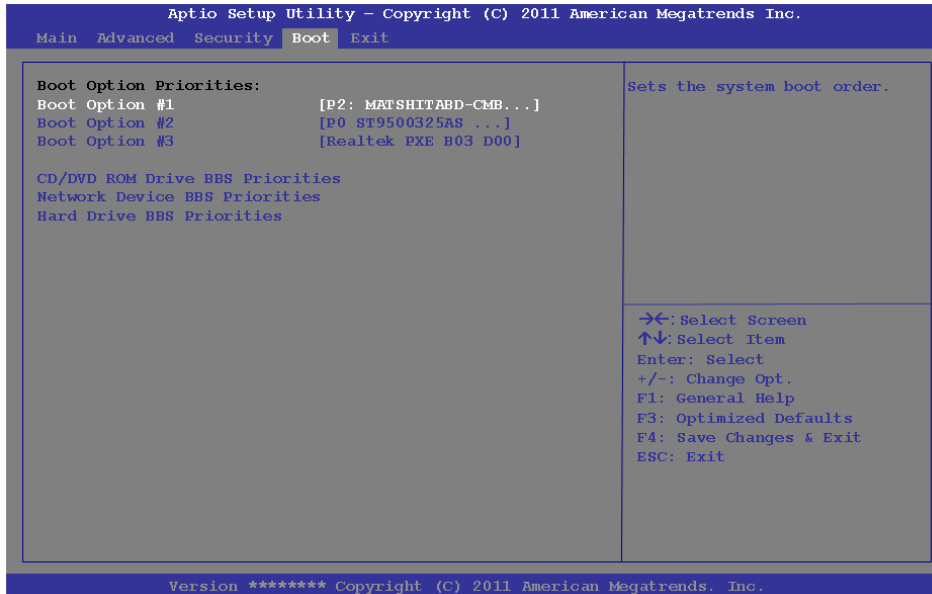 Aptio Setup Utility – Copyright (C) 2011 American Megatrends Inc.
Main Advanced Security Boot Exit
Boot Option Priorities:
Boot Option #1 [P2: MATSHITABD-CMB...]
Boot Option #2 [P0 ST9500325AS ...]
Boot Option #3 [Realtek PXE B03 D00]
CD/DVD ROM Drive BBS Priorities
Network Device BBS Priorities
Hard Drive BBS Priorities
Sets the system boot order.
→←: Select Screen
↑↓: Select Item
Enter: Select
+/-: Change Opt.
F1: General Help
F3: Optimized Defaults
F4: Save Changes & Exit
ESC: Exit
Version ******** Copyright (C) 2011 American Megatrends. Inc.